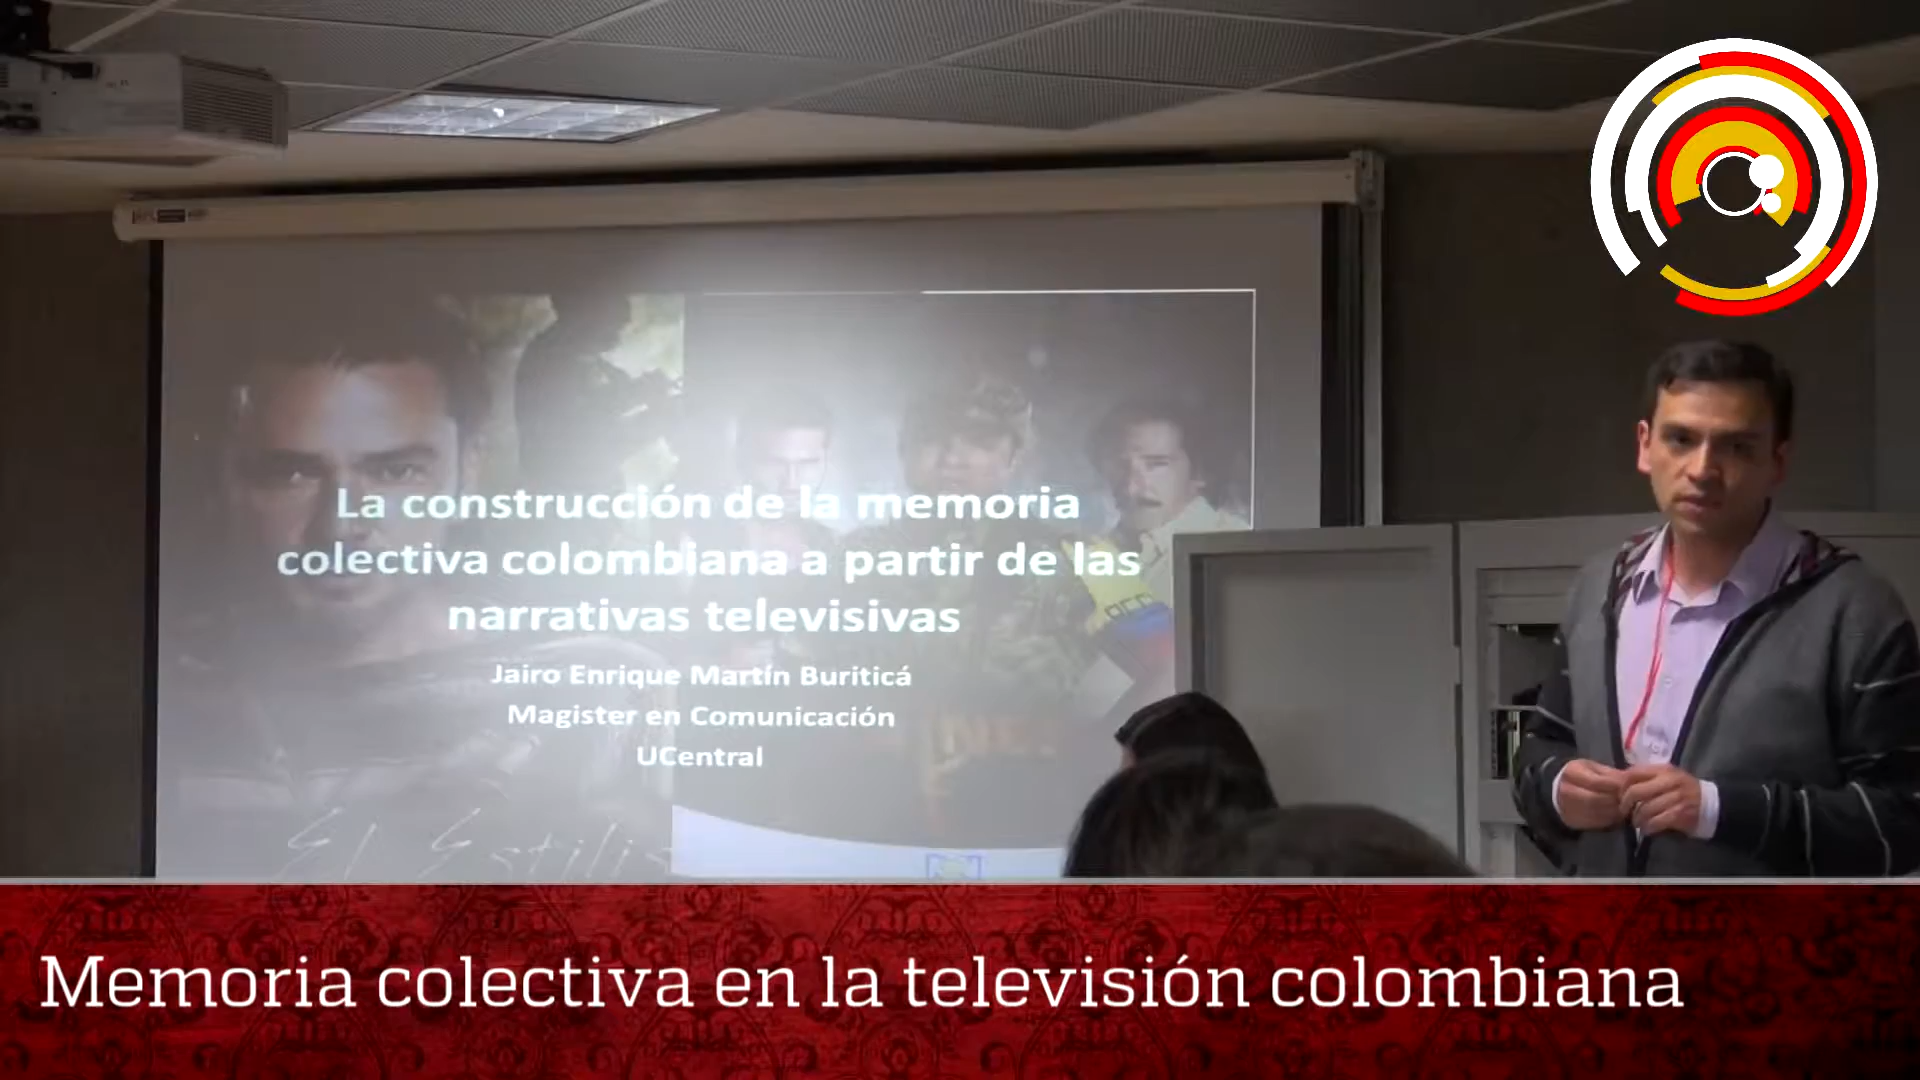 La construcción de la memoria
colectiva colombiana a partir de las
narrativas televisivas
Jairo Enrique Martín Buriticá
Magister en Comunicación
UCentral
Memoria colectiva en la televisión colombiana